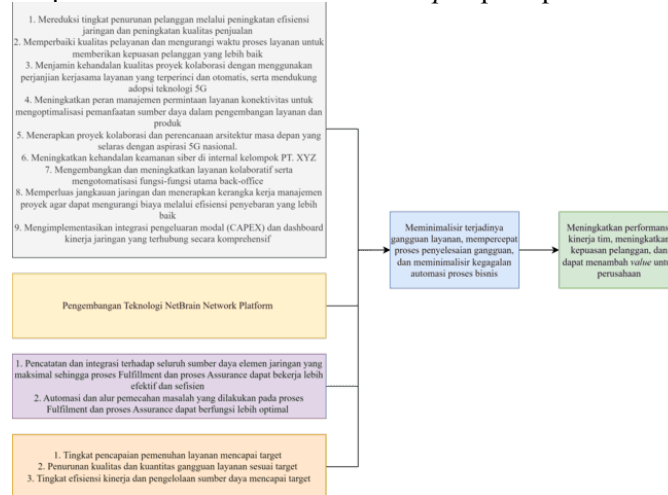 1. Mereduksi tingkat penurunan pelanggan melalui peningkatan efisiensi
jaringan dan peningkatan kualitas penjualan
2. Memperbaiki kualitas pelayanan dan mengurangi waktu proses layanan untuk
memberikan kepuasan pelanggan yang lebih baik
3. Menjamin kehandalan kualitas proyek kolaborasi dengan menggunakan
perjanjian kerjasama layanan yang terperinci dan otomatis, serta mendukung
adopsi teknologi 5G
4. Meningkatkan peran manajemen permintaan layanan konektivitas untuk
mengoptimalisasi pemanfaatan sumber daya dalam pengembangan layanan dan
produk
5. Menerapkan proyek kolaborasi dan perencanaan arsitektur masa depan yang
selaras dengan aspirasi 5G nasional.
6. Meningkatkan kehandalan keamanan siber di internal kelompok PT. XYZ
7. Mengembangkan dan meningkatkan layanan kolaboratif serta
mengotomatisasi fungsi-fungsi utama back-office
8. Memperluas jangkauan jaringan dan menerapkan kerangka kerja manajemen
proyek agar dapat mengurangi biaya melalui efisiensi penyebaran yang lebih
baik
9. Mengimplementasikan integrasi pengeluaran modal (CAPEX) dan dashboard
kinerja jaringan yang terhubung secara komprehensif
Pengembangan Teknologi NetBrain Network Platform
1. Pencatatan dan integrasi terhadap seluruh sumber daya elemen jaringan yang
maksimal sehingga proses Fulfillment dan proses Assurance dapat bekerja lebih
efektif dan sefisien
2. Automasi dan alur pemecahan masalah yang dilakukan pada proses
Fulfilment dan proses Assurance dapat berfungsi lebih optimal
1. Tingkat pencapaian pemenuhan layanan mencapai target
2. Penurunan kualitas dan kuantitas gangguan layanan sesuai target
3. Tingkat efisiensi kinerja dan pengelolaan sumber daya mencapai target
Meminimalisir terjadinya
gangguan layanan, mempercepat
proses penyelesaian gangguan,
dan meminimalisir kegagalan
automasi proses bisnis
Meningkatkan performans
kinerja tim, meningkatkan
kepuasan pelanggan, dan
dapat menambah value untu
perusahaan